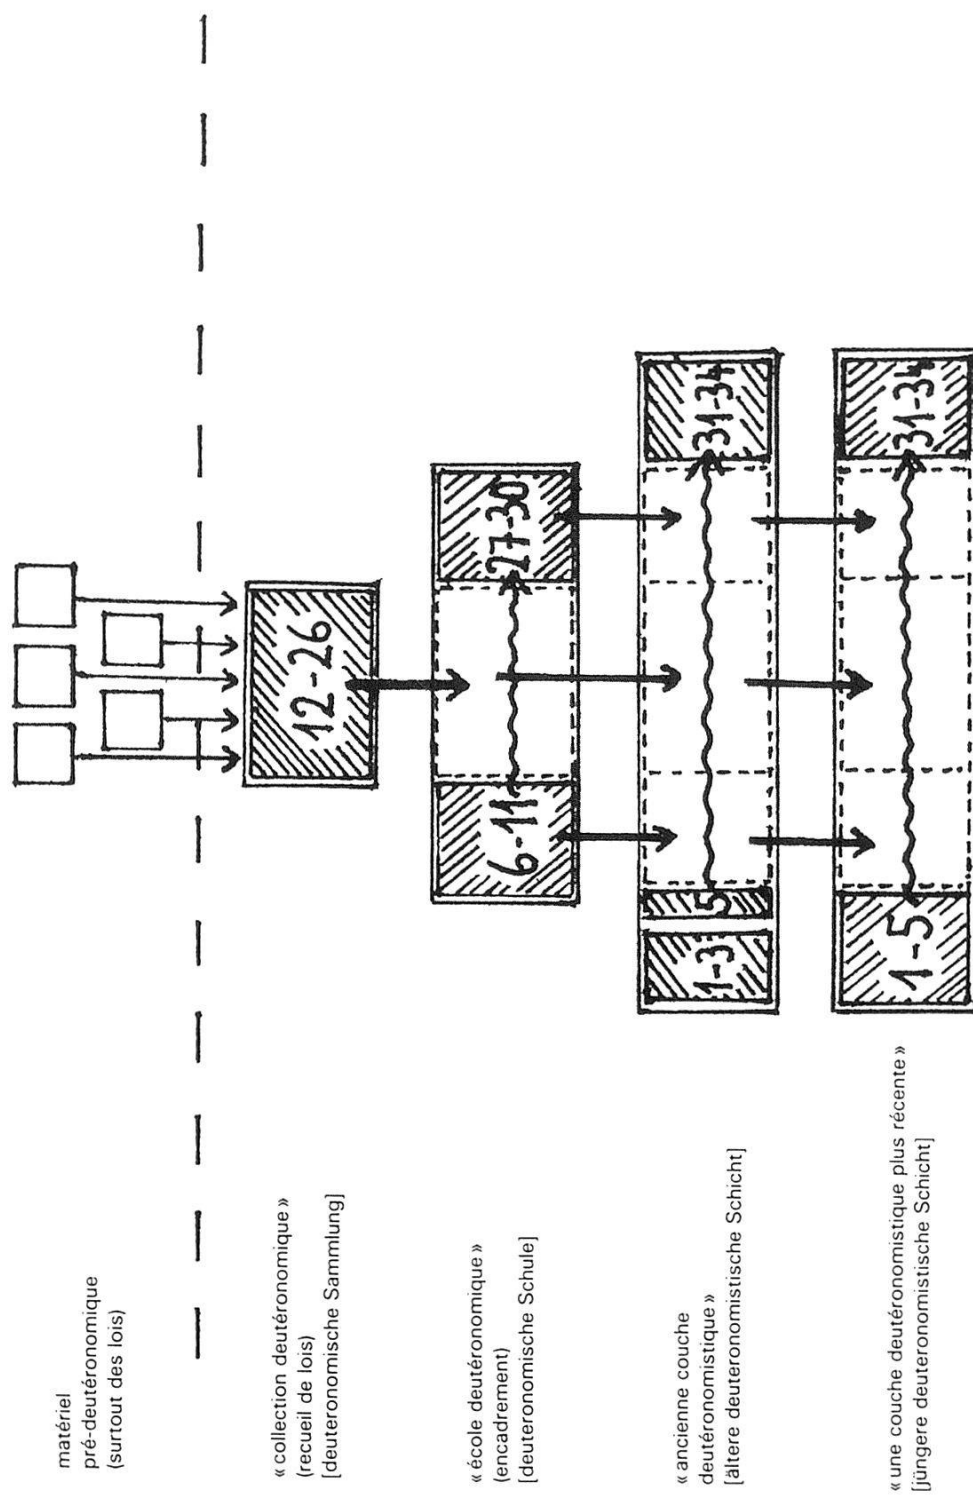 matériel
pré-deutéronomique
(surtout des lois)
«collection deutéronomique»
(recueil de lois)
[deuteronomische Sammlung]
12-26
«école deutéronomique»
(encadrement)
[deuteronomische Schule]
6-11
27-30
«ancienne couche
deutéronomistique»
[ältere deuteronomistische Schicht]
1-3
5
31-34
«une couche deutéronomistique plus récente»
[jüngere deuteronomistische Schicht]
1-5
31-34